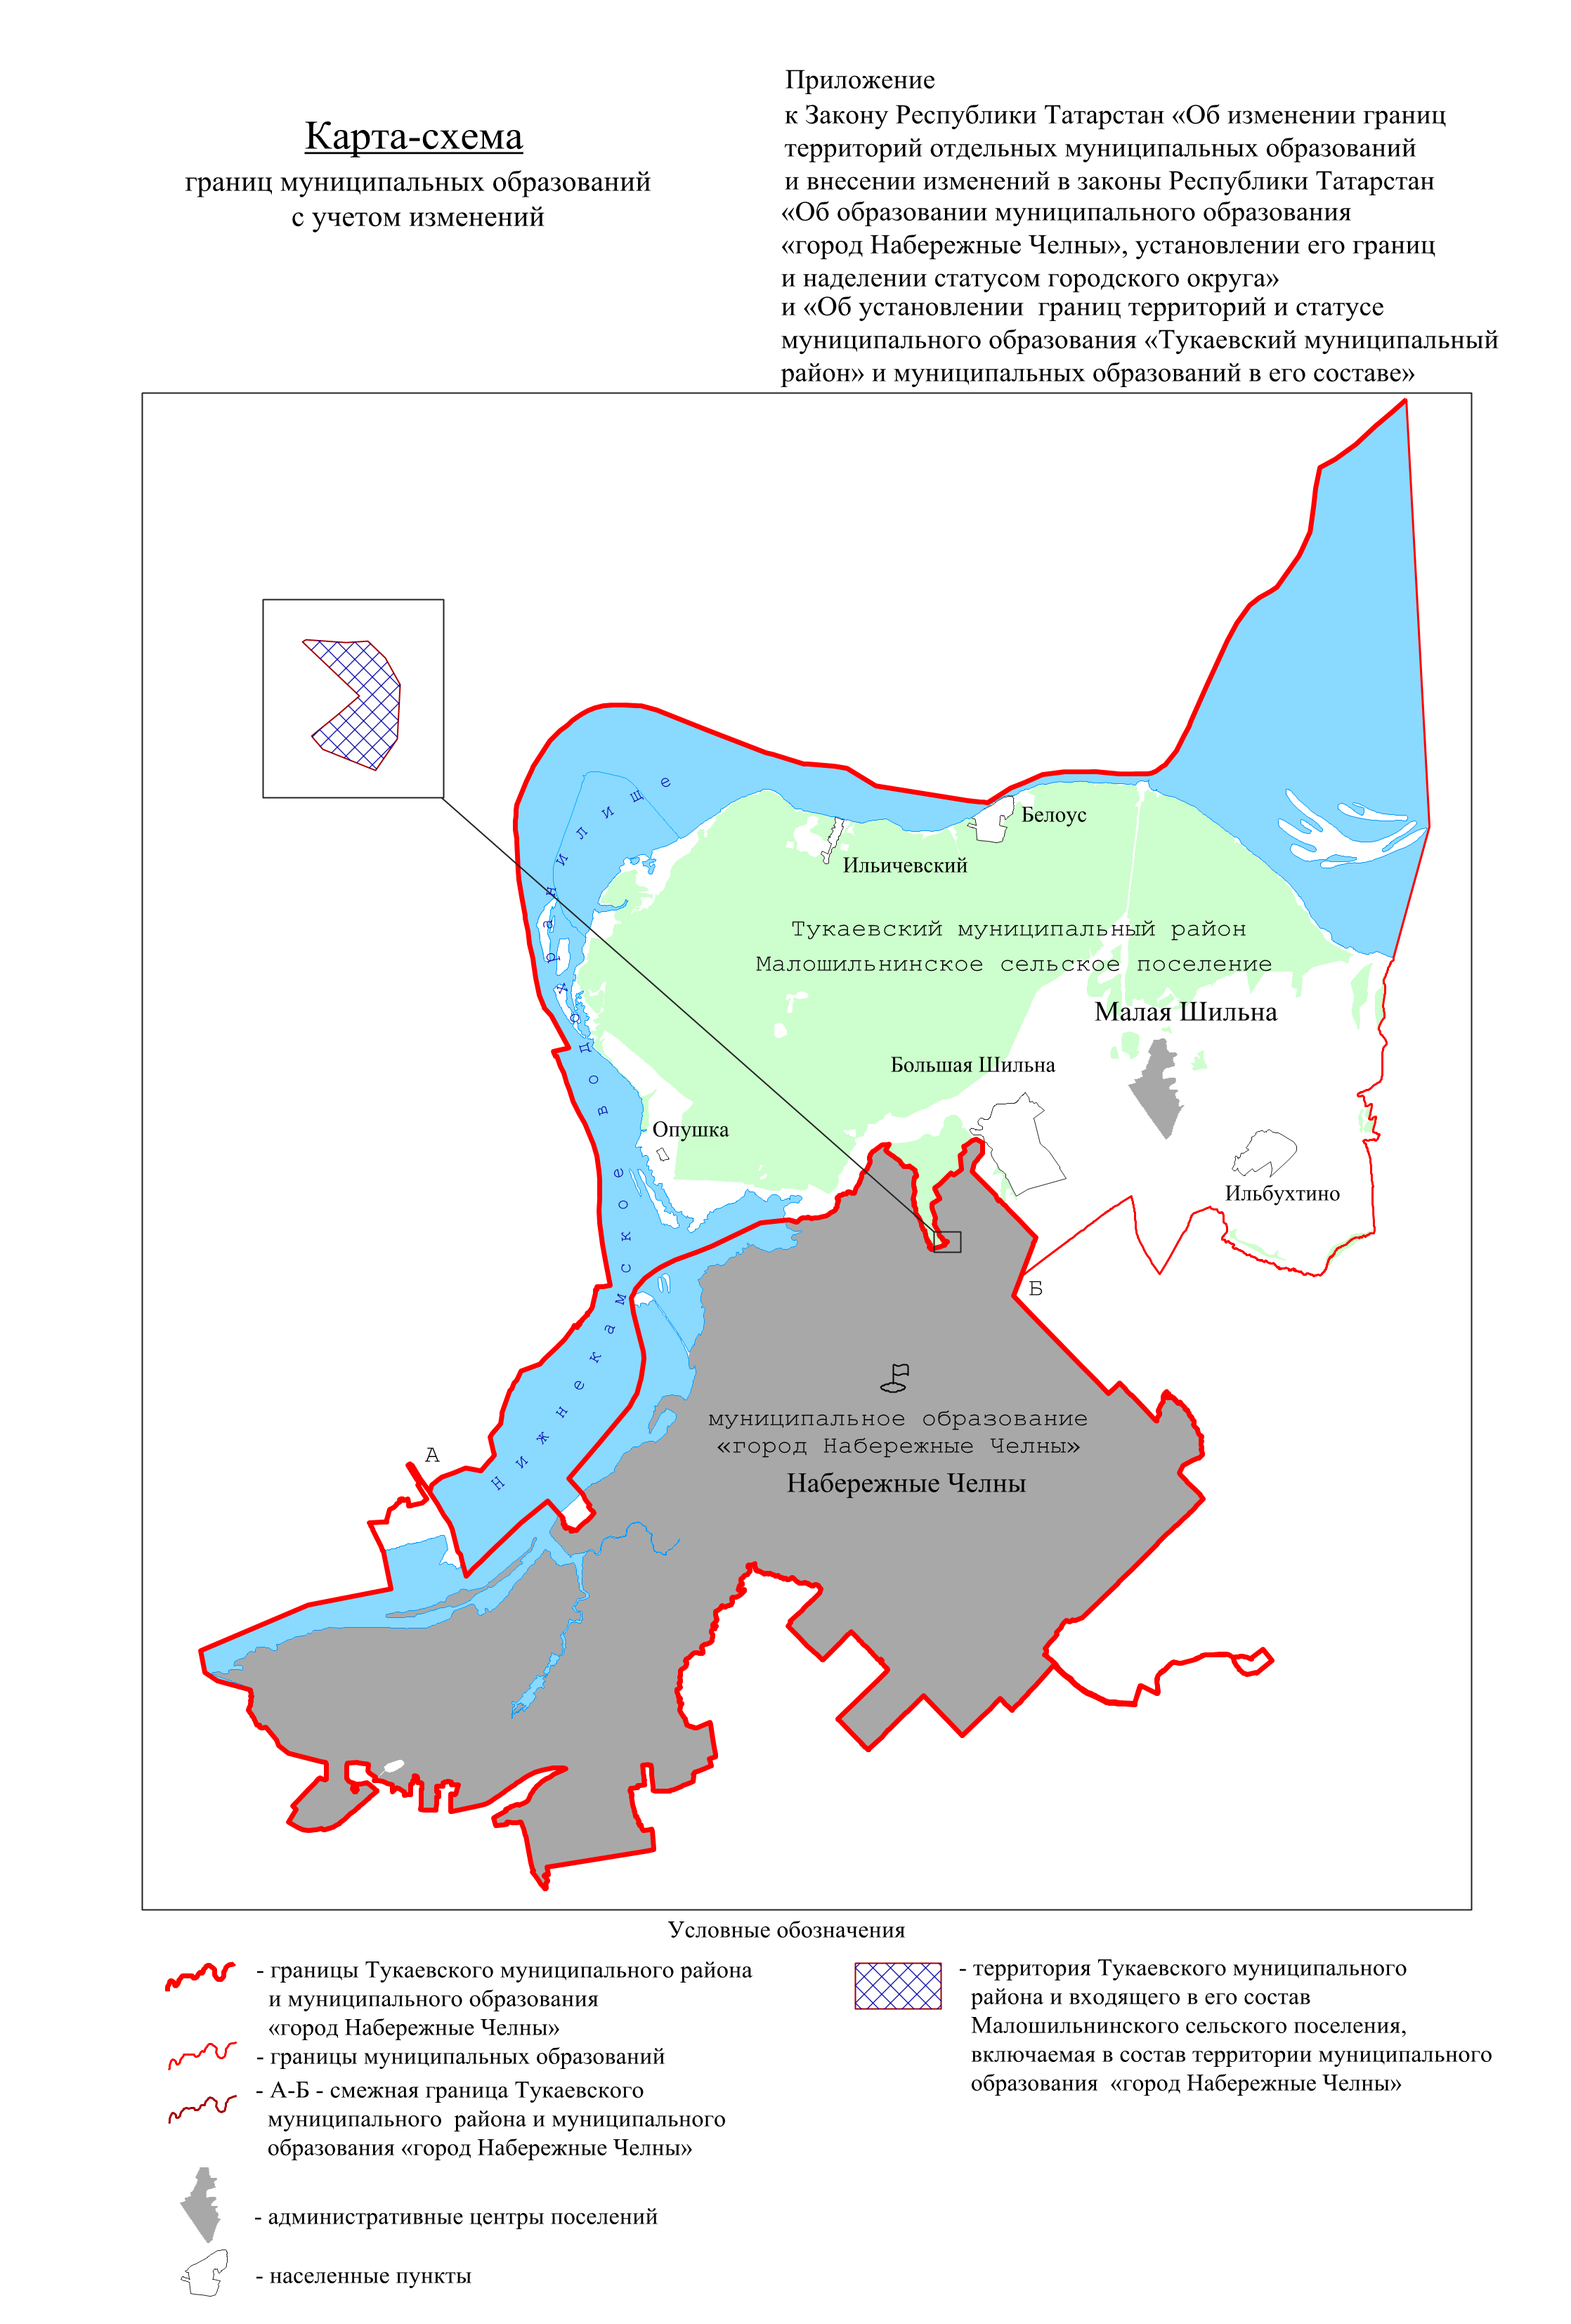 Карта-схема
границ муниципальных образований
с учетом изменений
Приложение
к Закону Республики Татарстан «Об изменении границ
территорий отдельных муниципальных образований
и внесении изменений в законы Республики Татарстан
«Об образовании муниципального образования
«город Набережные Челны», установлении его границ
и наделении статусом городского округа»
и «Об установлении границ территорий и статусе
муниципального образования «Тукаевский муниципальный
район» и муниципальных образований в его составе»
Белоус
Ильичевский
Тукаевский муниципальный район
Малошильнинское сельское поселение
Малая Шильна
Большая Шильна
Опушка
Ильбухтино
Нижнекамское водохранилище
Б
муниципальное образование
«город Набережные Челны»
А
Набережные Челны
Условные обозначения
- границы Тукаевского муниципального района
и муниципального образования
«город Набережные Челны»
- границы муниципальных образований
- А-Б - смежная граница Тукаевского
муниципального района и муниципального
образования «город Набережные Челны»
- административные центры поселений
- населенные пункты
- территория Тукаевского муниципального
района и входящего в его состав
Малошильнинского сельского поселения,
включаемая в состав территории муниципального
образования «город Набережные Челны»